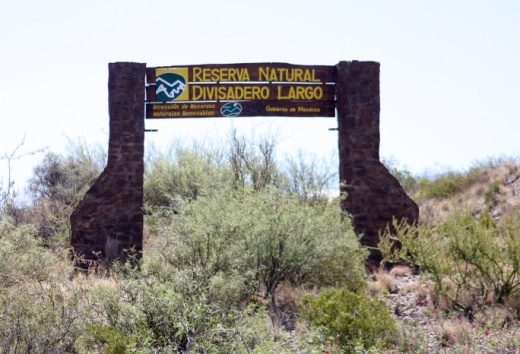 RESERVA NATURAL
DIVISADERO LARGO
Dirección de Recursos
Naturales Renovables
Gobierno de Mendoza